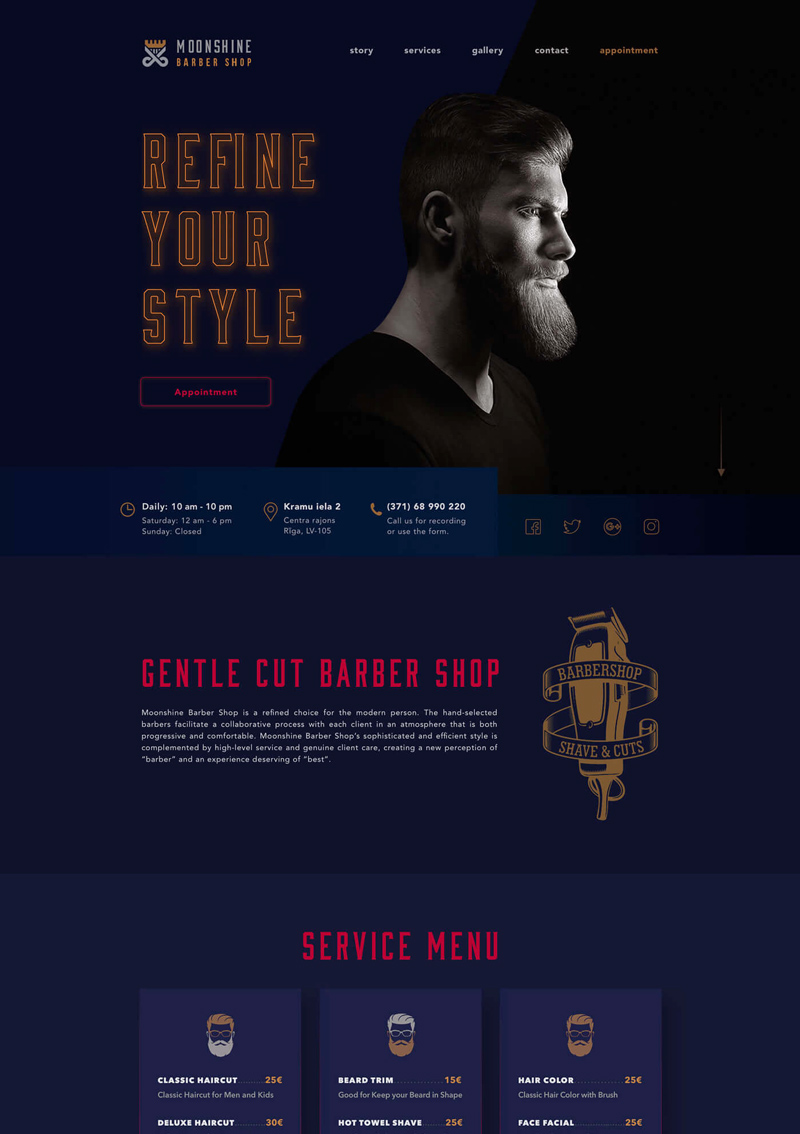 MOONSHINE
BARBER SHOP
story services gallery contact appointment
REFINE
YOUR
STYLE
Appointment
Daily: 10 am - 10 pm
Saturday: 12 am - 6 pm
Sunday: Closed
Kramu iela 2
Centra rajons
Rīga, LV-105
(371) 68 990 220
Call us for recording
or use the form.
G+
GENTLE CUT BARBER SHOP
Moonshine Barber Shop is a refined choice for the modern person. The hand-selected
barbers facilitate a collaborative process with each client in an atmosphere that is both
progressive and comfortable. Moonshine Barber Shop's sophisticated and efficient style is
complemented by high-level service and genuine client care, creating a new perception of
"barber" and an experience deserving of "best".
BARBERSHOP
SHAVE & CUTS
SERVICE MENU
CLASSIC HAIRCUT 25€
Classic Haircut for Men and Kids
DELUXE HAIRCUT 30€
BEARD TRIM 15€
Good for Keep your Beard in Shape
HOT TOWEL SHAVE 25€
HAIR COLOR 25€
Classic Hair Color with Brush
FACE FACIAL 25€